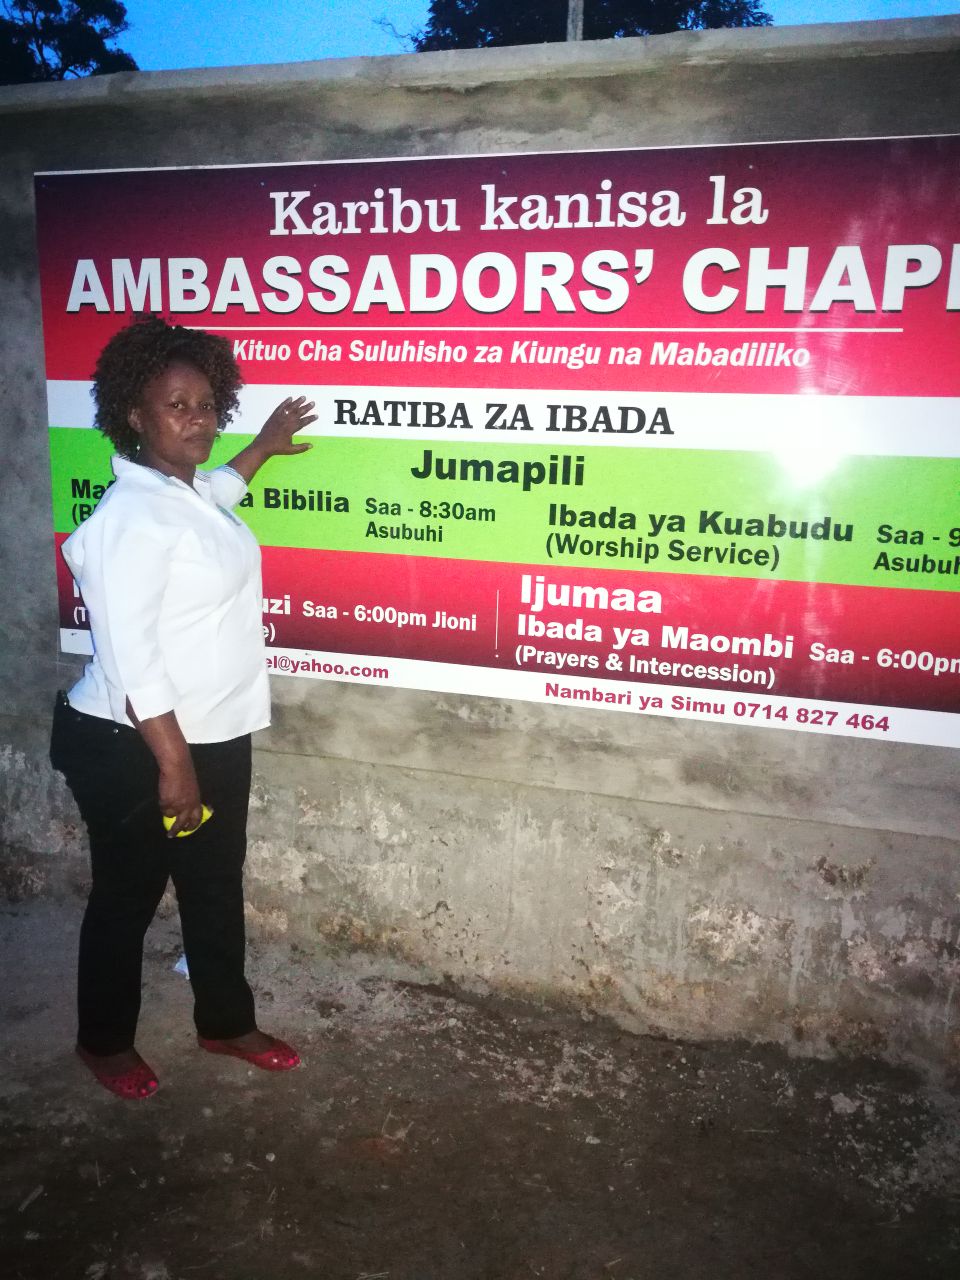 Karibu kanisa la
AMBASSADORS'
Kituo Cha Suluhisho za Kiungu na Mabadiliko
RATIBA ZA IBADA
Jumapili
Bibilia Saa - 8:30am
Asubuhi
Ibada ya Kuabudu Saa -
(Worship Service)
Saa - 6:00pm Jioni
Ijumaa
Ibada ya Maombi Saa - 6:00pm
(Prayers & Intercession)
el@yahoo.com
Nambari ya Simu 0714 827 464